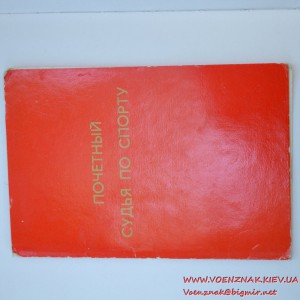 ПОЧЕТНЫЙ
СУДЬЯ ПО СПОРТУ
WWW.VOENZNAK.KIEV.UA
Voenznak@bigmir.net